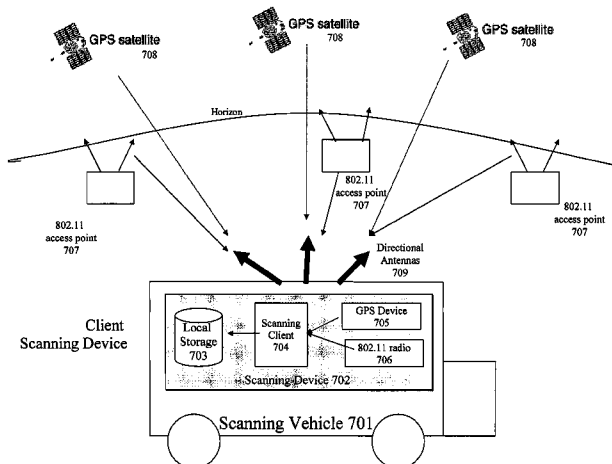 GPS satellite
708
GPS satellite
708
GPS satellite
708
Horizon
802.11
access point
707
802.11
access point
707
802.11
access point
707
Directional
Antennas
709
Client
Scanning Device
Local
Storage
703
Scanning
Client
704
GPS Device
705
802.11 radio
706
Scanning Device 702
Scanning Vehicle 701